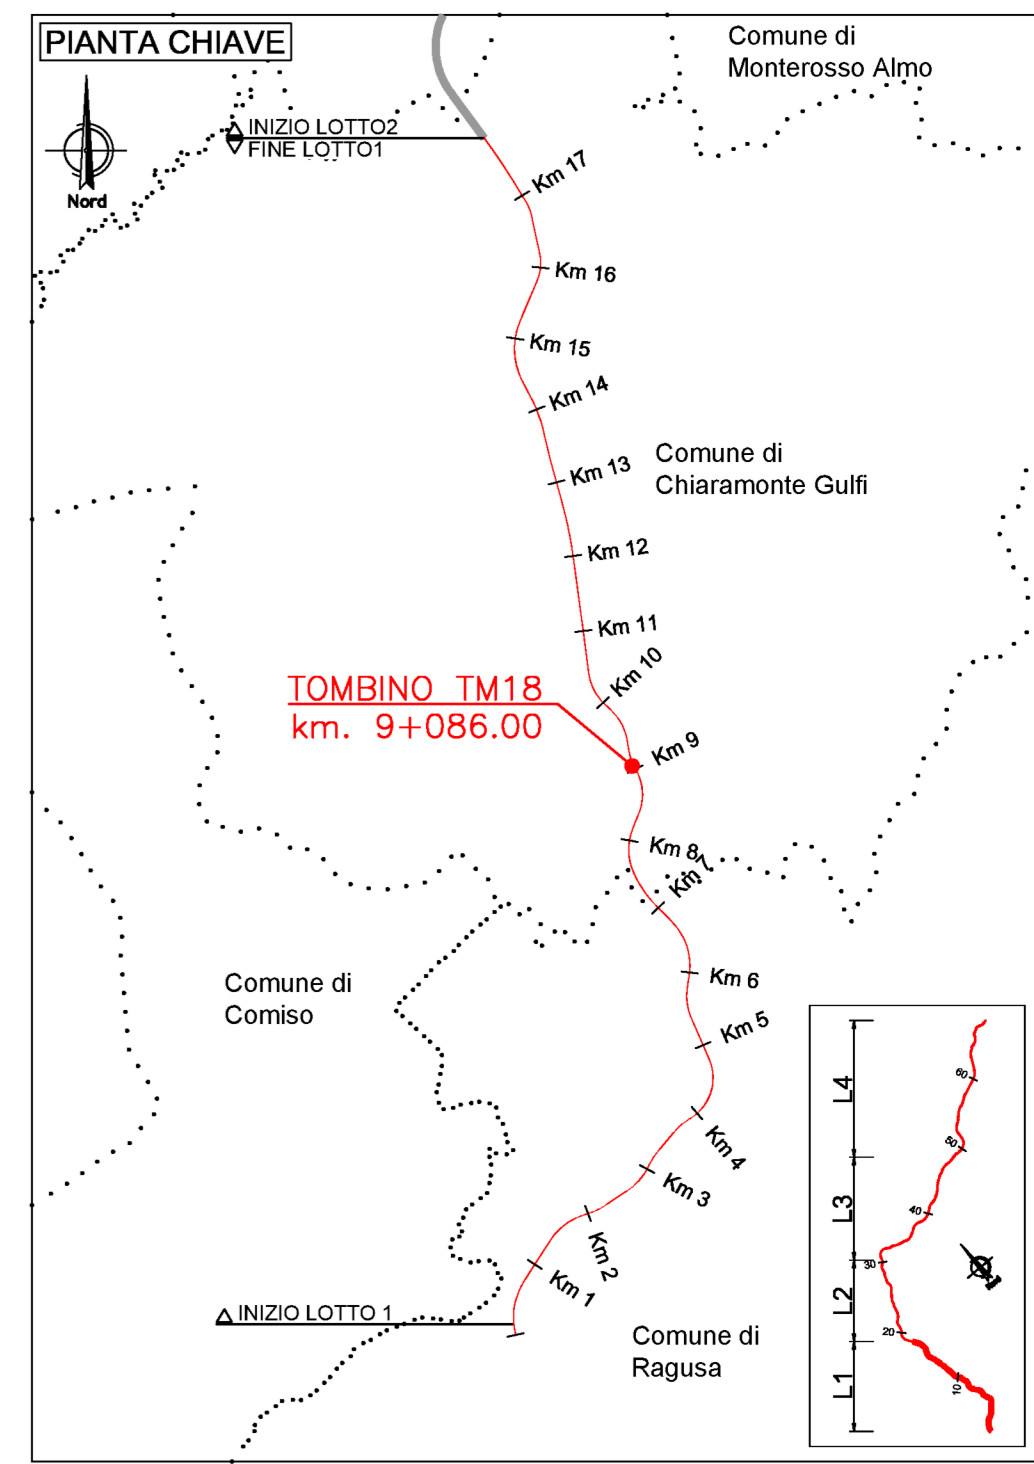 PIANTA CHIAVE
Comune di
Monterosso Almo
Nord
INIZIO LOTTO2
FINE LOTTO1
Km 17
Km 16
Km 15
Km 14
Comune di
Chiaramonte Gulfi
Km 13
Km 12
Km 11
Km 10
TOMBINO TM18
km. 9+086.00
Km 9
Km 8
Km 7
Km 6
Comune di
Comiso
Km 5
Km 4
Km 3
Km 2
Km 1
INIZIO LOTTO 1
Comune di
Ragusa
L4
60
50
L3
40
30
L2
20
L1
10